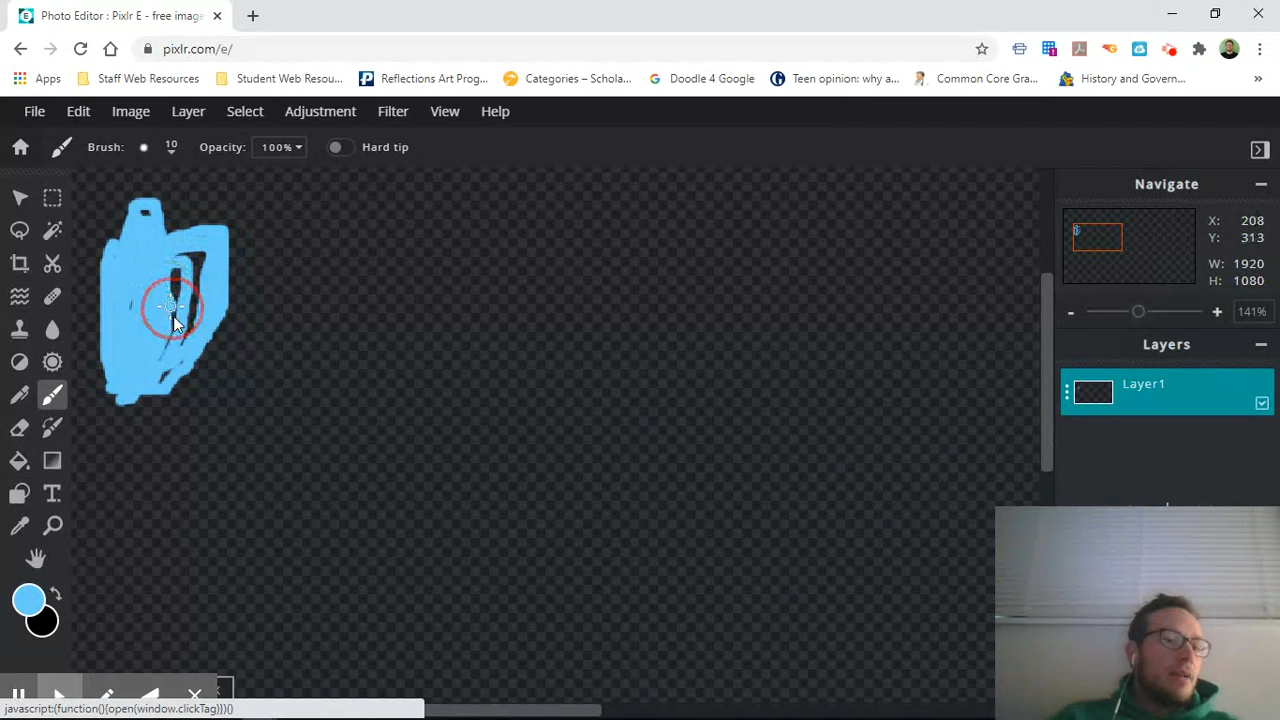 Photo Editor : Pixlr E - free image
pixlr.com/e/
Apps Staff Web Resources Student Web Resou... Reflections Art Prog... Categories – Schola... Doodle 4 Google Teen opinion: why a... Common Core Gra... History and Govern... »
File Edit Image Layer Select Adjustment Filter View Help
Brush: 10 Opacity: 100% Hard tip
Navigate
X: 208
Y: 313
W: 1920
H: 1080
141%
Layers
Layer1
javascript:(function(){open(window.clickTag)})()